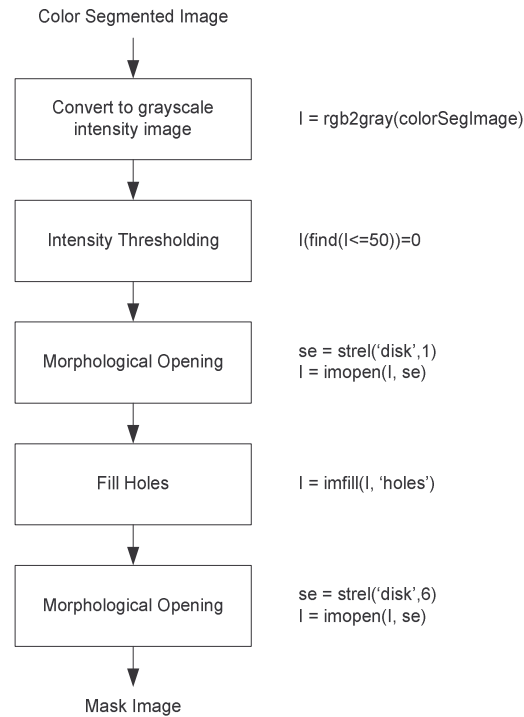 Color Segmented Image
Convert to grayscale
intensity image
I = rgb2gray(colorSegImage)
Intensity Thresholding
I(find(I<=50))=0
Morphological Opening
se = strel(‘disk’,1)
I = imopen(I, se)
Fill Holes
I = imfill(I, ‘holes’)
Morphological Opening
se = strel(‘disk’,6)
I = imopen(I, se)
Mask Image